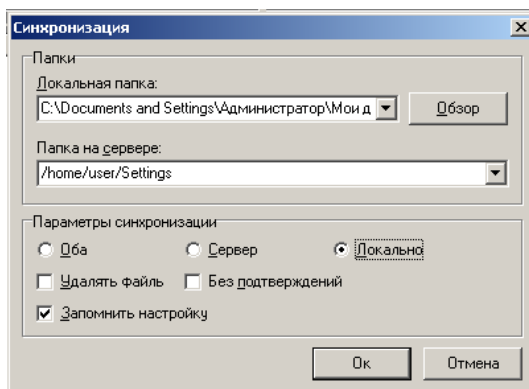 Синхронизация
Папки
Локальная папка:
C:\Documents and Settings\Администратор\Мои д
Обзор
Папка на сервере:
/home/user/Settings
Параметры синхронизации
Оба Сервер Локально
Удалять файл Без подтверждений
Запомнить настройку
Ок Отмена